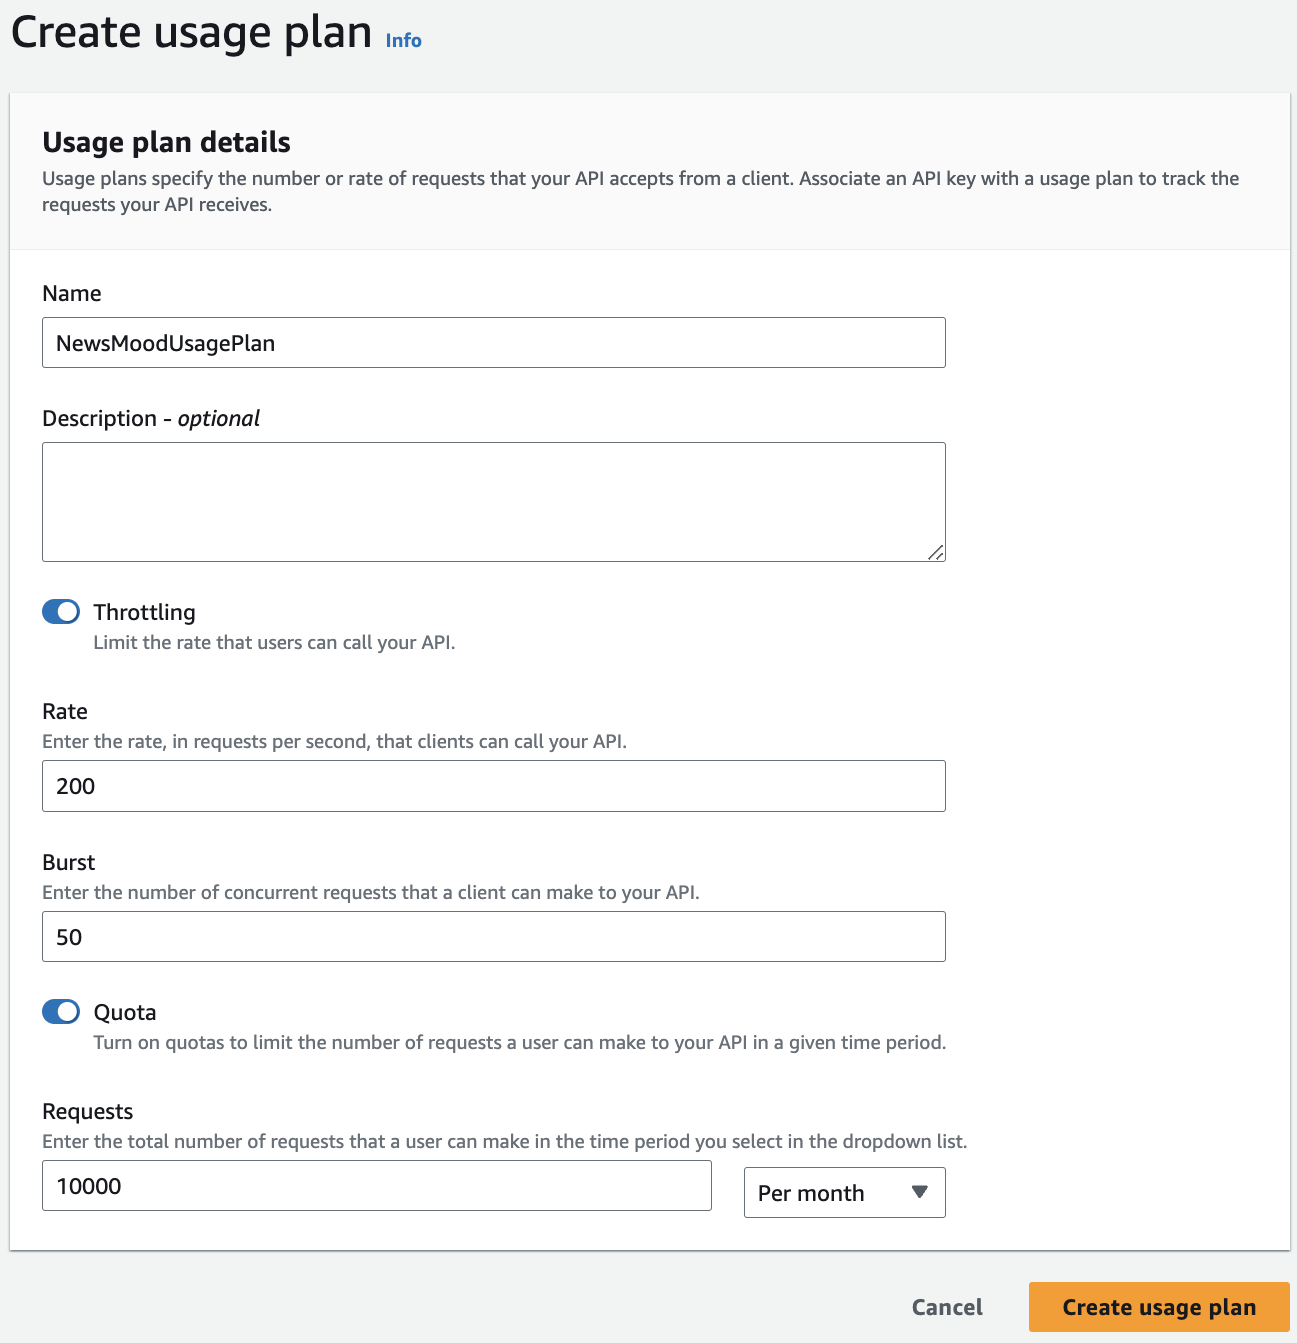 Create usage plan Info
Usage plan details
Usage plans specify the number or rate of requests that your API accepts from a client. Associate an API key with a usage plan to track the
requests your API receives.
Name
NewsMoodUsagePlan
Description - optional
Throttling
Limit the rate that users can call your API.
Rate
Enter the rate, in requests per second, that clients can call your API.
200
Burst
Enter the number of concurrent requests that a client can make to your API.
50
Quota
Turn on quotas to limit the number of requests a user can make to your API in a given time period.
Requests
Enter the total number of requests that a user can make in the time period you select in the dropdown list.
10000
Per month
Cancel
Create usage plan